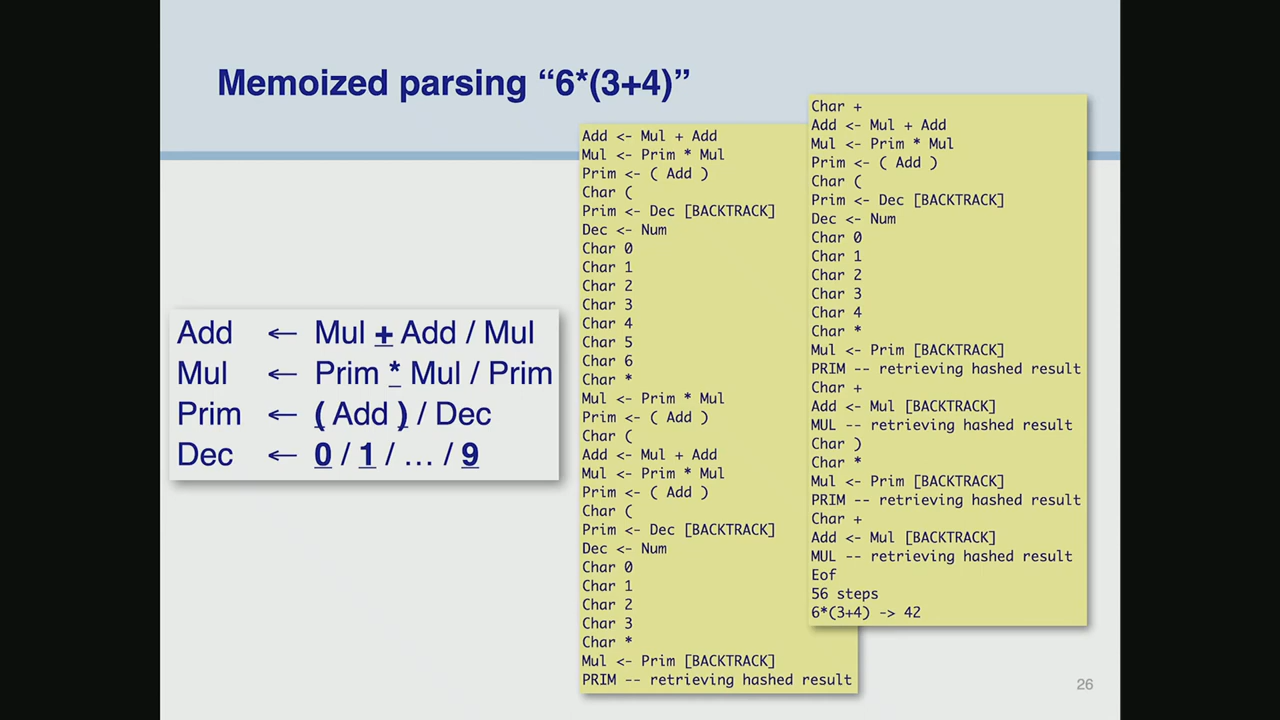 Memoized parsing “6*(3+4)”
Add ← Mul + Add / Mul
Mul ← Prim * Mul / Prim
Prim ← ( Add ) / Dec
Dec ← 0 / 1 / … / 9
Add <- Mul + Add
Mul <- Prim * Mul
Prim <- ( Add )
Char (
Prim <- Dec [BACKTRACK]
Dec <- Num
Char 0
Char 1
Char 2
Char 3
Char 4
Char 5
Char 6
Char *
Mul <- Prim * Mul
Prim <- ( Add )
Char (
Add <- Mul + Add
Mul <- Prim * Mul
Prim <- ( Add )
Char (
Prim <- Dec [BACKTRACK]
Dec <- Num
Char 0
Char 1
Char 2
Char 3
Char *
Mul <- Prim [BACKTRACK]
PRIM -- retrieving hashed result
Char +
Add <- Mul + Add
Mul <- Prim * Mul
Prim <- ( Add )
Char (
Prim <- Dec [BACKTRACK]
Dec <- Num
Char 0
Char 1
Char 2
Char 3
Char 4
Char *
Mul <- Prim [BACKTRACK]
PRIM -- retrieving hashed result
Char +
Add <- Mul [BACKTRACK]
MUL -- retrieving hashed result
Char )
Char *
Mul <- Prim [BACKTRACK]
PRIM -- retrieving hashed result
Char +
Add <- Mul [BACKTRACK]
MUL -- retrieving hashed result
Eof
56 steps
6*(3+4) -> 42
26